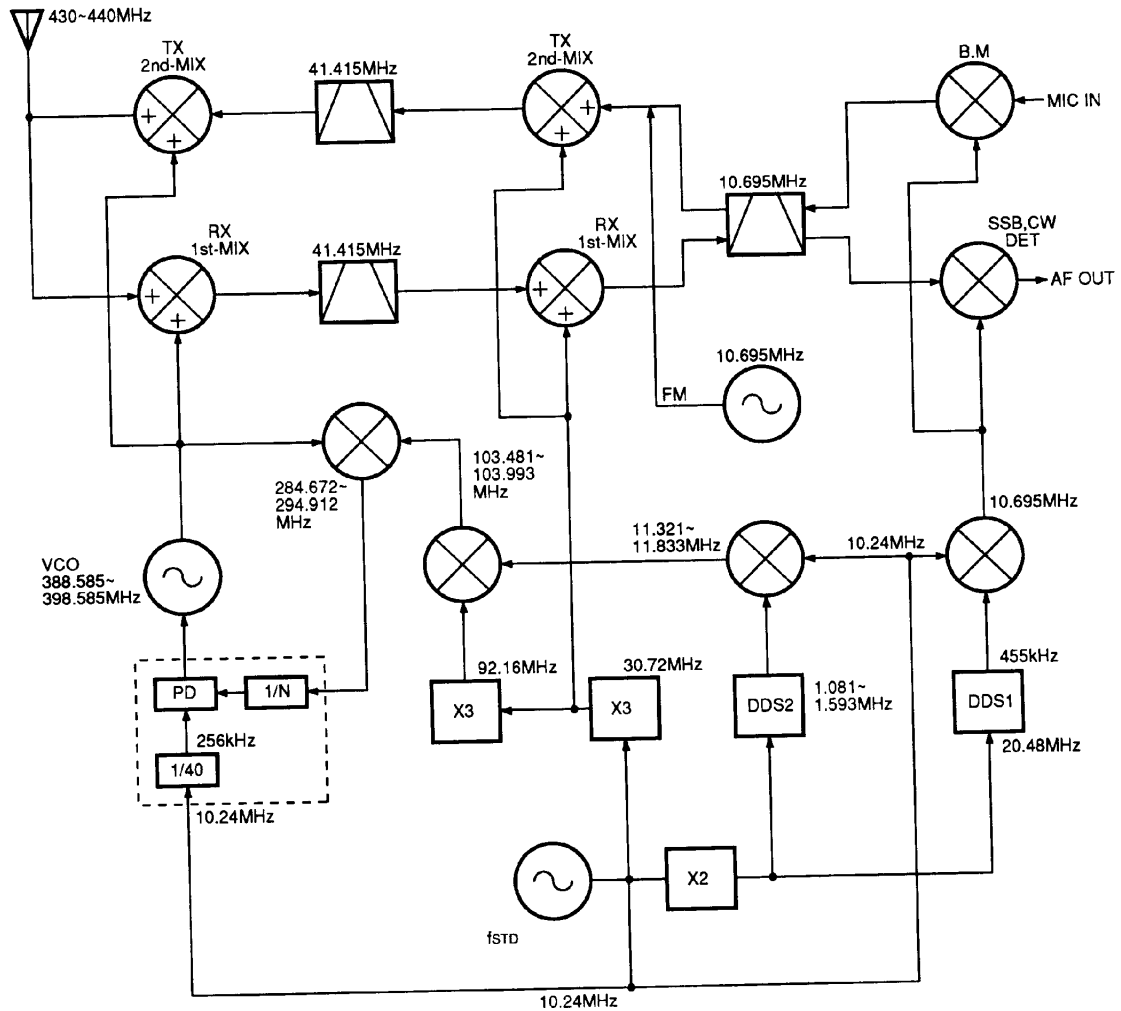 430~440MHz
TX
2nd-MIX
41.415MHz
TX
2nd-MIX
B.M
MIC IN
+
+
+
+
10.695MHz
RX
1st-MIX
41.415MHz
RX
1st-MIX
SSB,CW
DET
AF OUT
+
+
+
+
10.695MHz
FM
103.481~
103.993
MHz
284.672~
294.912
MHz
10.695MHz
11.321~
11.833MHz
10.24MHz
VCO
388.585~
398.585MHz
92.16MHz
30.72MHz
455kHz
PD
1/N
X3
X3
DDS2
1.081~
1.593MHz
DDS1
256kHz
20.48MHz
1/40
10.24MHz
X2
fSTD
10.24MHz